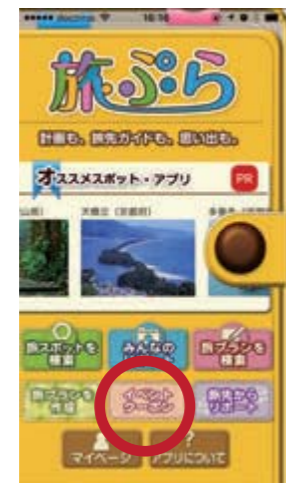 docomo 16:16
旅ぷら
計画も、旅先ガイドも、思い出も。
オススメスポット・アプリ PR
天橋立 (京都府)
旅スポットを
検索
みんなの
旅プランを
検索
旅プランを
作成
イベント
クーポン
旅先から
リポート
マイページ
アプリについて